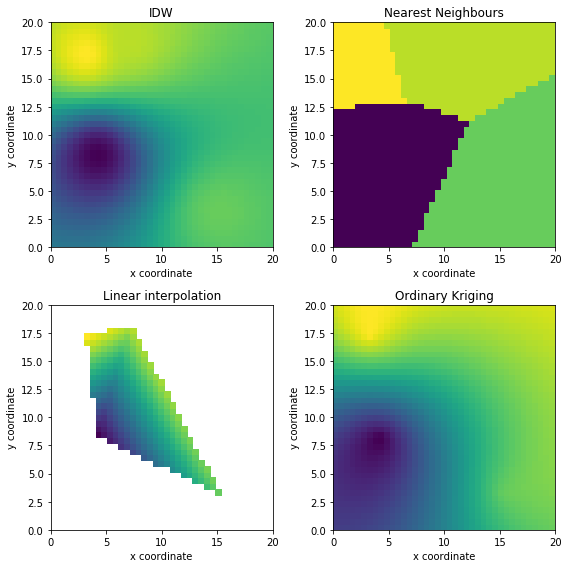 IDW
20.0
17.5
15.0
12.5
10.0
7.5
5.0
2.5
0.0
y coordinate
0 5 10 15 20
x coordinate
Nearest Neighbours
20.0
17.5
15.0
12.5
10.0
7.5
5.0
2.5
0.0
y coordinate
0 5 10 15 20
x coordinate
Linear interpolation
20.0
17.5
15.0
12.5
10.0
7.5
5.0
2.5
0.0
y coordinate
0 5 10 15 20
x coordinate
Ordinary Kriging
20.0
17.5
15.0
12.5
10.0
7.5
5.0
2.5
0.0
y coordinate
0 5 10 15 20
x coordinate